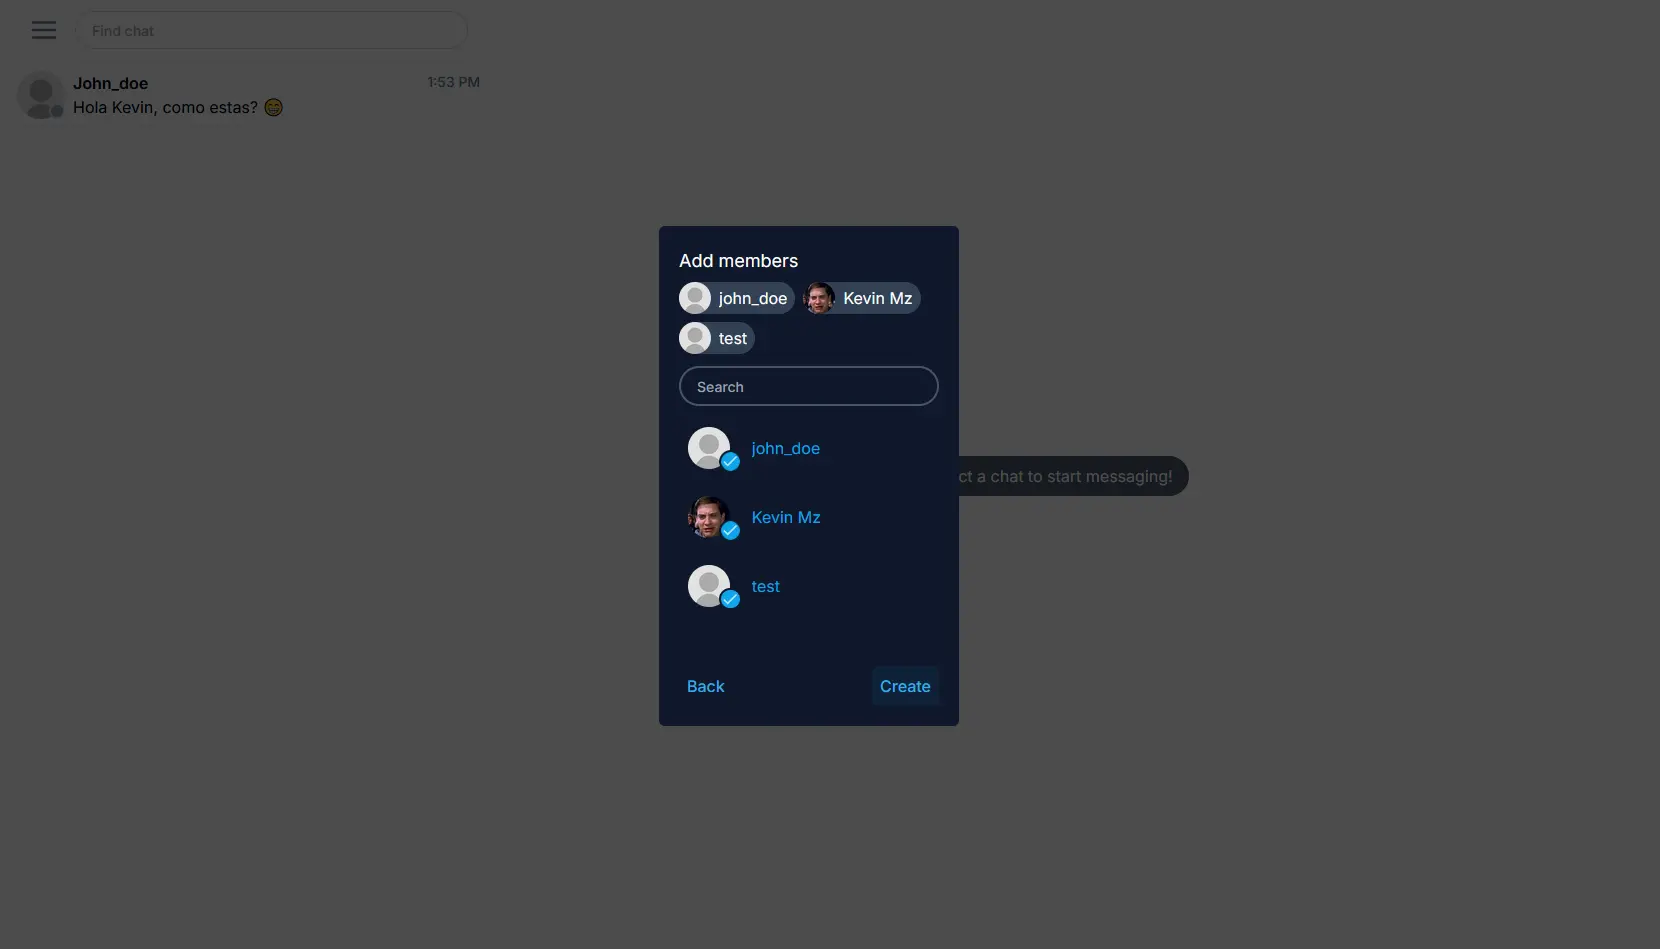 Find chat
John_doe
1:53 PM
Hola Kevin, como estas? 😁
Add members
john_doe
Kevin Mz
test
Search
john_doe
Kevin Mz
test
Back
Create
a chat to start messaging!